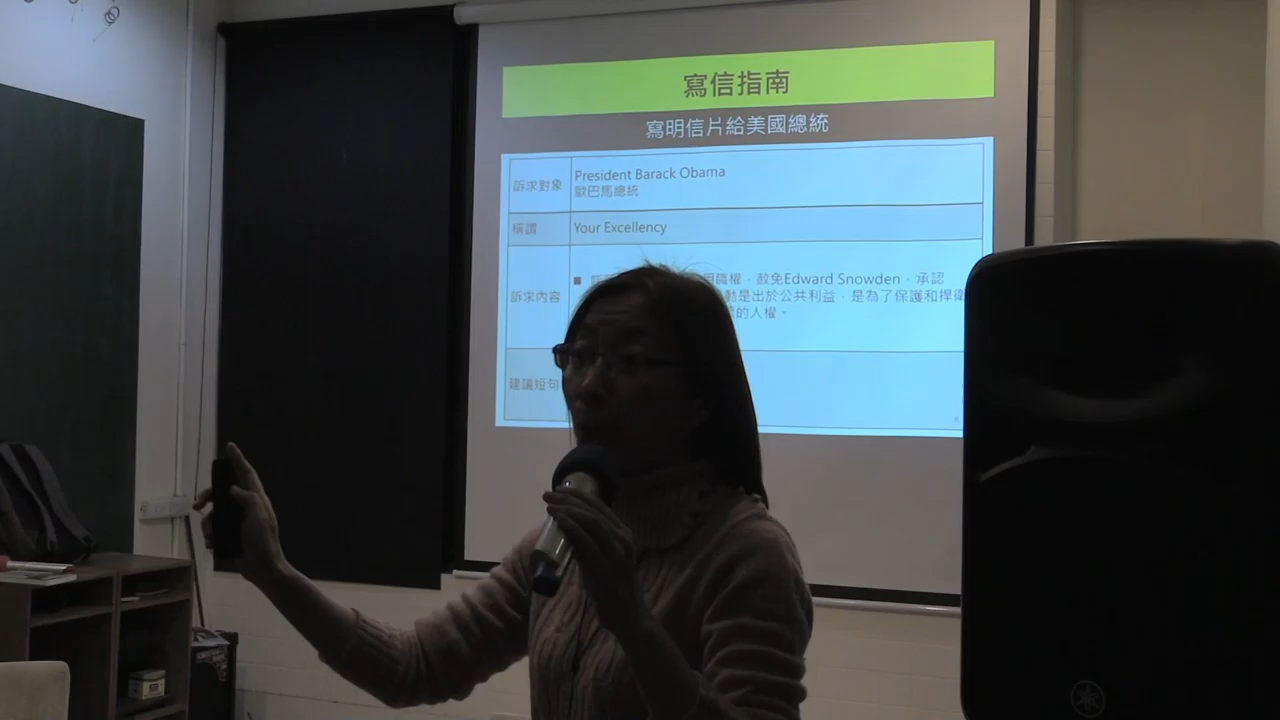 寫信指南
寫明信片給美國總統
訴求對象
President Barack Obama
歐巴馬總統
稱謂
Your Excellency
訴求內容
職權,赦免Edward Snowden,承認
動是出於公共利益,是為了保護和捍衛
的人權。
建議短句